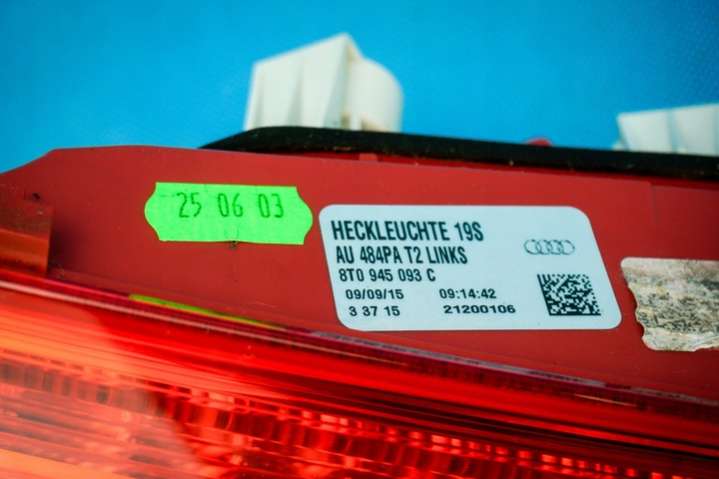 25 06 03
HECKLEUCHTE 19S
AU 484PA T2 LINKS
8T0 945 093 C
09/09/15 09:14:42
3 37 15 21200106